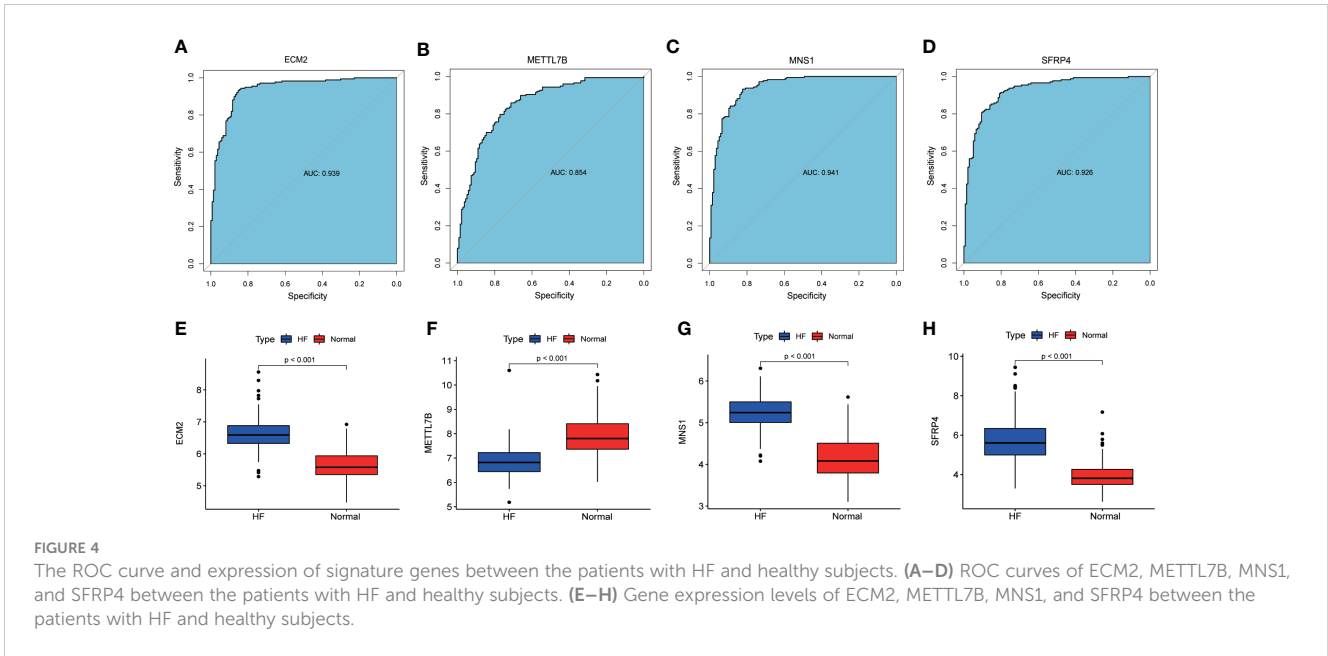 A
B
C
D
ECM2
METTL7B
MNS1
SFRP4
Sensitivity
0.0
0.2
0.4
0.6
0.8
1.0
AUC: 0.939
1.0 0.8 0.6 0.4 0.2 0.0
Specificity
Sensitivity
0.0
0.2
0.4
0.6
0.8
1.0
AUC: 0.854
1.0 0.8 0.6 0.4 0.2 0.0
Specificity
Sensitivity
0.0
0.2
0.4
0.6
0.8
1.0
AUC: 0.941
1.0 0.8 0.6 0.4 0.2 0.0
Specificity
Sensitivity
0.0
0.2
0.4
0.6
0.8
1.0
AUC: 0.926
1.0 0.8 0.6 0.4 0.2 0.0
Specificity
E
Type HF Normal
p < 0.001
ECM2
8
7
6
5
HF Normal
F
Type HF Normal
p < 0.001
METTL7B
11
10
9
8
7
6
5
HF Normal
G
Type HF Normal
p < 0.001
MNS1
6
5
4
3
HF Normal
H
Type HF Normal
p < 0.001
SFRP4
10
8
6
4
HF Normal
FIGURE 4
The ROC curve and expression of signature genes between the patients with HF and healthy subjects. (A–D) ROC curves of ECM2, METTL7B, MNS1,
and SFRP4 between the patients with HF and healthy subjects. (E–H) Gene expression levels of ECM2, METTL7B, MNS1, and SFRP4 between the
patients with HF and healthy subjects.